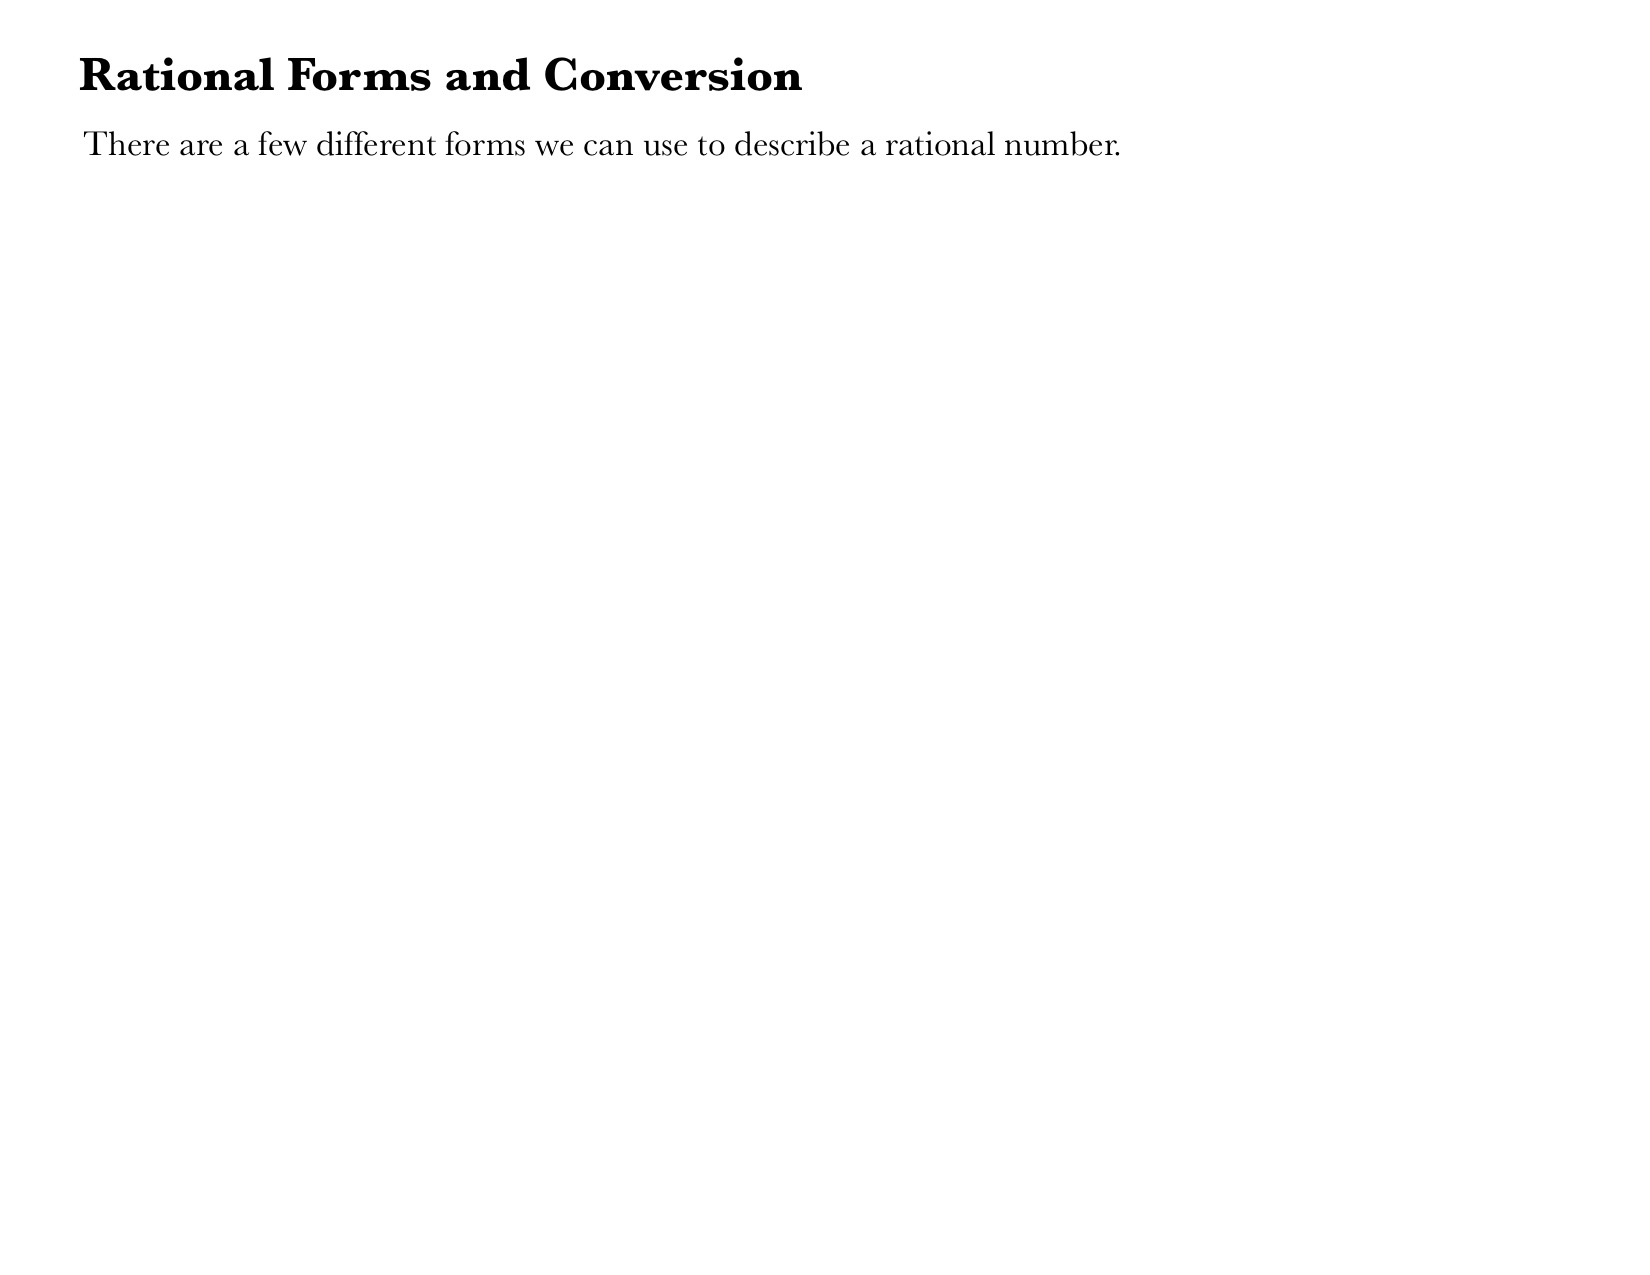 Rational Forms and Conversion
There are a few different forms we can use to describe a rational number.